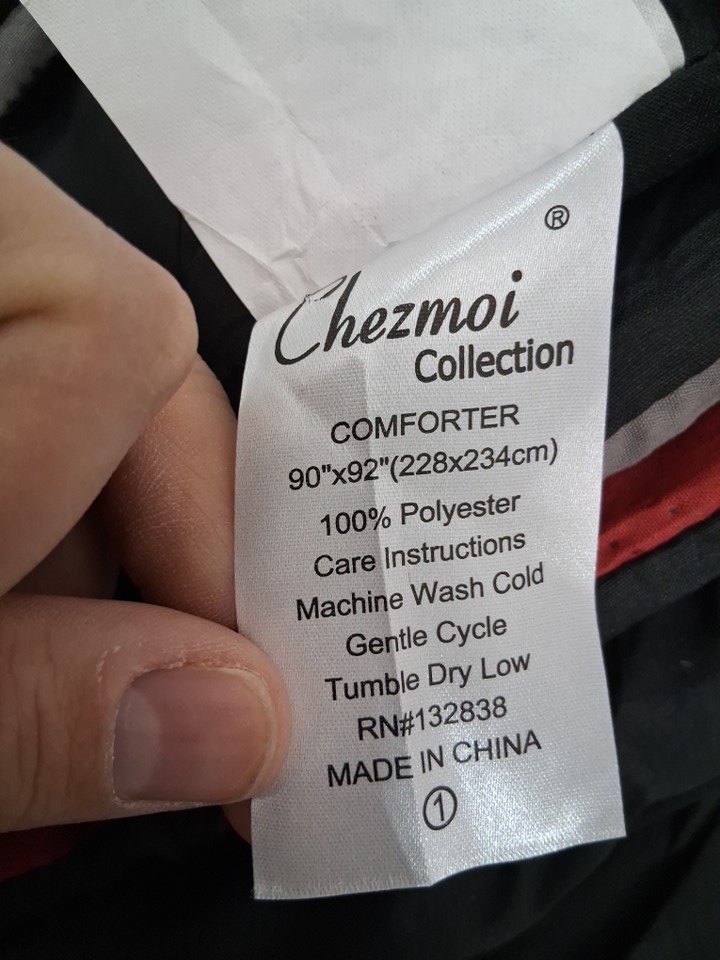 ®
Chezmoi
Collection
COMFORTER
90"x92"(228x234cm)
100% Polyester
Care Instructions
Machine Wash Cold
Gentle Cycle
Tumble Dry Low
RN#132838
MADE IN CHINA
①